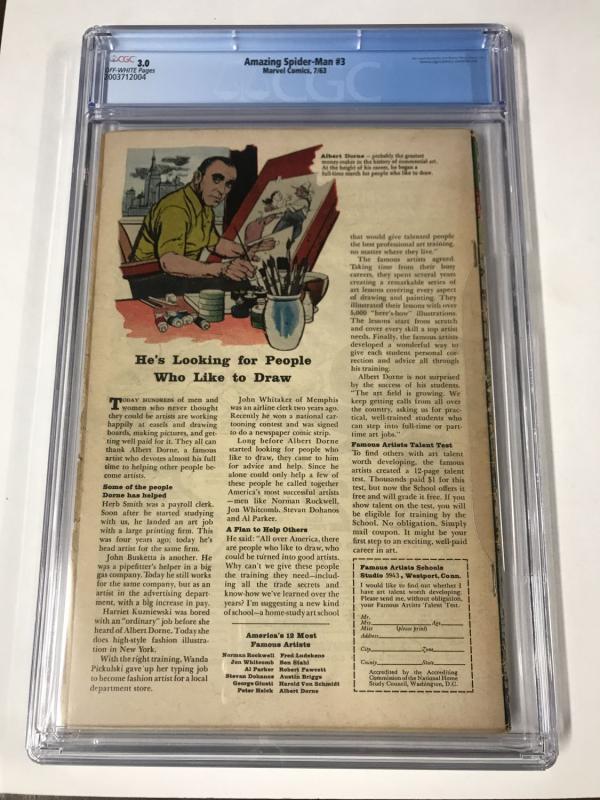 CGC
3.0
OFF-WHITE Pages
2003712004
Amazing Spider-Man #3
Marvel Comics, 7/63
CGC
Albert Dorne — probably the greatest
money-maker in the history of commercial art.
At the height of his career, he began a
full-time search for people who like to draw.
He's Looking for People
Who Like to Draw
TODAY HUNDREDS of men and
women who never thought
they could be artists are working
happily at easels and drawing
boards, making pictures, and get-
ting well paid for it. They all can
thank Albert Dorne, a famous
artist who devotes almost his full
time to helping other people be-
come artists.
Some of the people
Dorne has helped
Herb Smith was a payroll clerk.
Soon after he started studying
with us, he landed an art job
with a large printing firm. This
was four years ago; today he's
head artist for the same firm.
John Busketta is another. He
was a pipefitter's helper in a big
gas company. Today he still works
for the same company, but as an
artist in the advertising depart-
ment, with a big increase in pay.
Harriet Kuzniewski was bored
with an "ordinary" job before she
heard of Albert Dorne. Today she
does high-fashion illustra-
tion in New York.
With the right training, Wanda
Pickulski gave up her typing job
to become fashion artist for a local
department store.
John Whitaker of Memphis
was an airline clerk two years ago.
Recently he won a national car-
tooning contest and was signed
to do a newspaper comic strip.
Long before Albert Dorne
started looking for people who
like to draw, they came to him
for advice and help. Since he
alone could only help a few of
these people he called together
America's most successful artists
—men like Norman Rockwell,
Jon Whitcomb, Stevan Dohanos
and Al Parker.
A Plan to Help Others
He said: "All over America, there
are people who like to draw, who
could be turned into good artists.
Why can't we give these people
the training they need—includ-
ing all the trade secrets and
know-how we've learned over the
years? I'm suggesting a new kind
of school—a home-study art school
America's 12 Most
Famous Artists
Norman Rockwell Fred Ludekens
Jon Whitcomb Ben Stahl
Al Parker Robert Fawcett
Stevan Dohanos Austin Briggs
George Giusti Harold Von Schmidt
Peter Helck Albert Dorne
that would give talented people
the best professional art training,
no matter where they live."
The famous artists agreed.
Taking time from their busy
careers, they spent several years
creating a remarkable series of
art lessons covering every aspect
of drawing and painting. They
illustrated their lessons with over
5,000 "here's-how" illustrations.
The lessons start from scratch
and cover every skill a top artist
needs. Finally, the famous artists
developed a wonderful way to
give each student personal cor-
rection and advice all through
his training.
Albert Dorne is not surprised
by the success of his students.
"The art field is growing. We
keep getting calls from all over
the country, asking us for prac-
tical, well-trained students who
can step into full-time or part-
time art jobs."
Famous Artists Talent Test
To find others with art talent
worth developing, the famous
artists created a 12-page talent
test. Thousands paid $1 for this
test, but now the School offers it
free and will grade it free. If you
show talent on the test, you will
be eligible for training by the
School. No obligation. Simply
mail coupon. It might be your
first step to an exciting, well-paid
career in art.
Famous Artists Schools
Studio 5943, Westport, Conn.
I would like to find out whether I
have art talent worth developing.
Please send me, without obligation,
your Famous Artists Talent Test.
Mr.
Mrs. Age
Miss (please print)
Address
City Zone
County State
Accredited by the Accrediting
Commission of the National Home
Study Council, Washington, D.C.